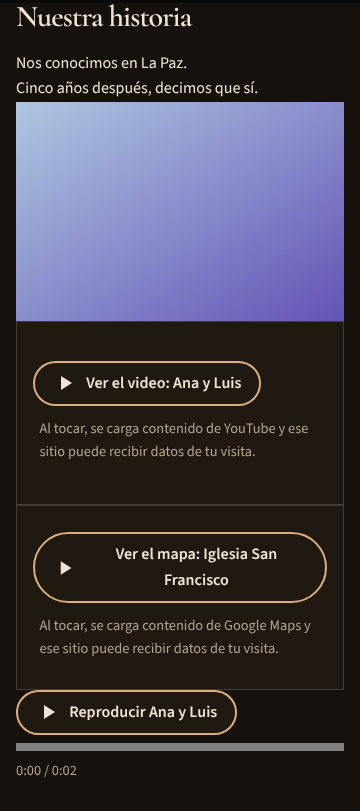 Nuestra historia
Nos conocimos en La Paz.
Cinco años después, decimos que sí.
Ver el video: Ana y Luis
Al tocar, se carga contenido de YouTube y ese
sitio puede recibir datos de tu visita.
Ver el mapa: Iglesia San
Francisco
Al tocar, se carga contenido de Google Maps y
ese sitio puede recibir datos de tu visita.
Reproducir Ana y Luis
0:00 / 0:02